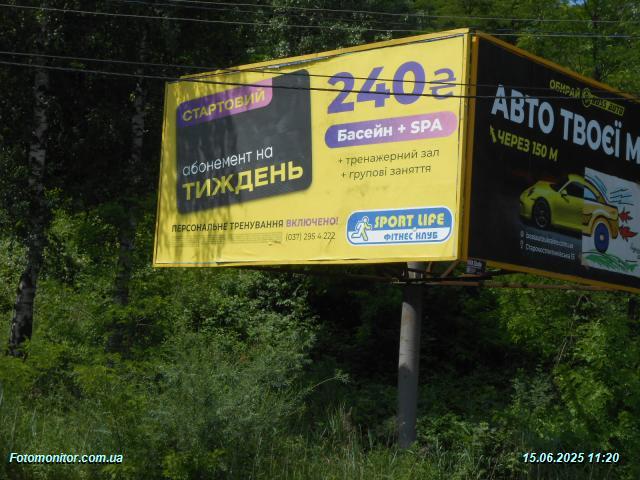 СТАРТОВИЙ
абонемент на
ТИЖДЕНЬ
240₴
Басейн + SPA
+ тренажерний зал
+ групові заняття
ПЕРСОНАЛЬНЕ ТРЕНУВАННЯ ВКЛЮЧЕНО!
(037) 295 4 222
SPORT LIFE
ФІТНЕС КЛУБ
ОБИРАЙ
АВТО ТВОЄЇ М
ЧЕРЕЗ 150 М
Fotomonitor.com.ua
15.06.2025 11:20